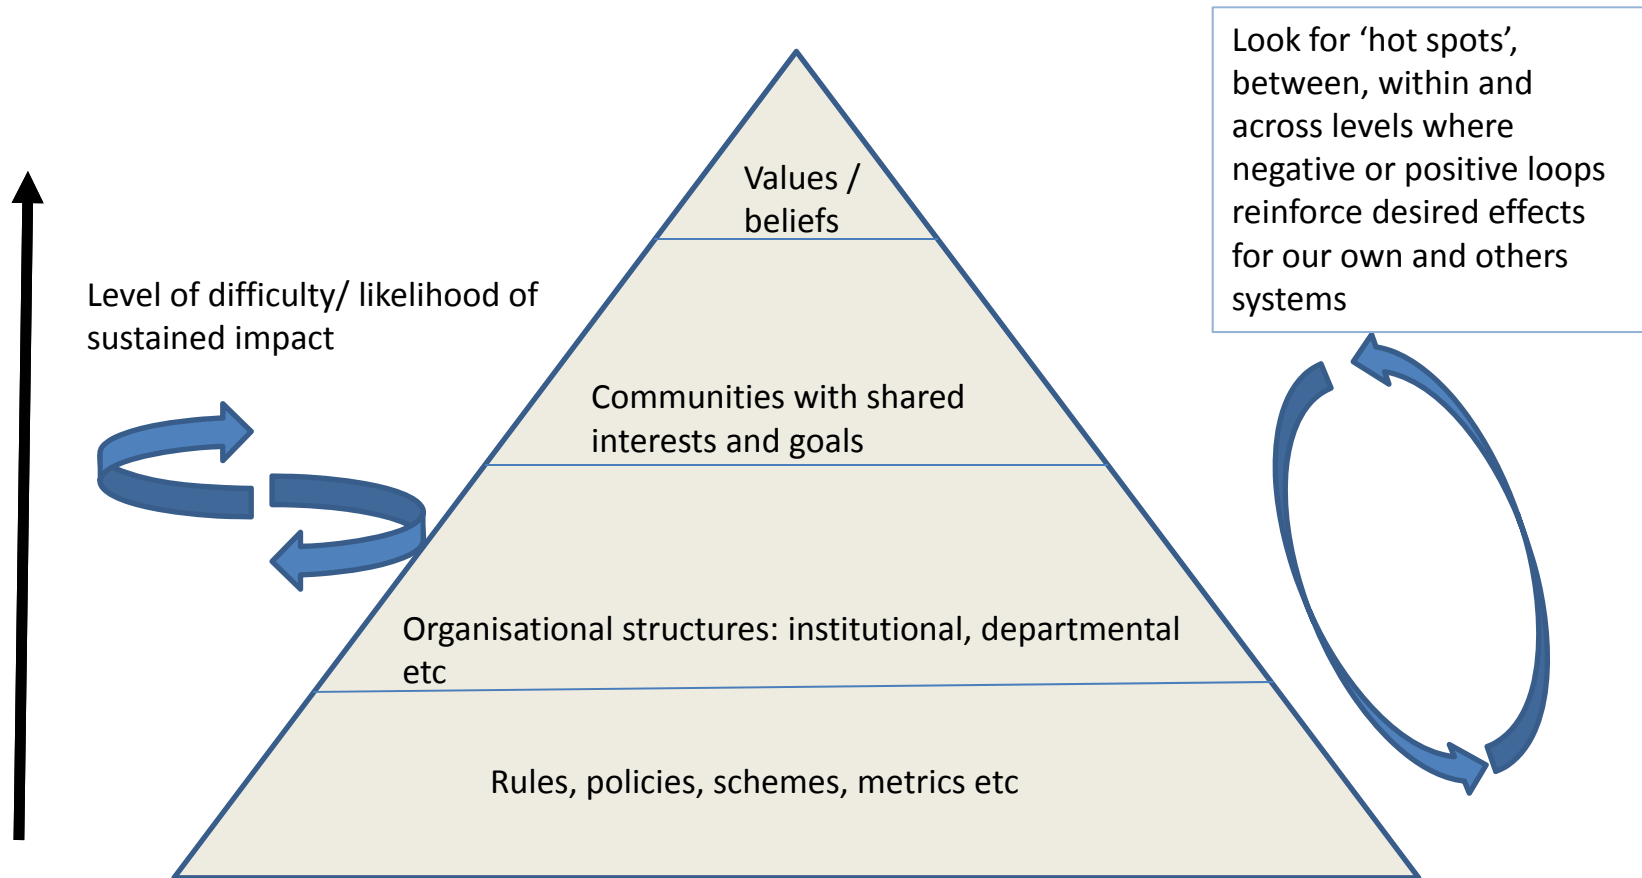 Look for ‘hot spots’,
between, within and
across levels where
negative or positive loops
reinforce desired effects
for our own and others
systems
Values /
beliefs
Level of difficulty/ likelihood of
sustained impact
Communities with shared
interests and goals
Organisational structures: institutional, departmental
etc
Rules, policies, schemes, metrics etc